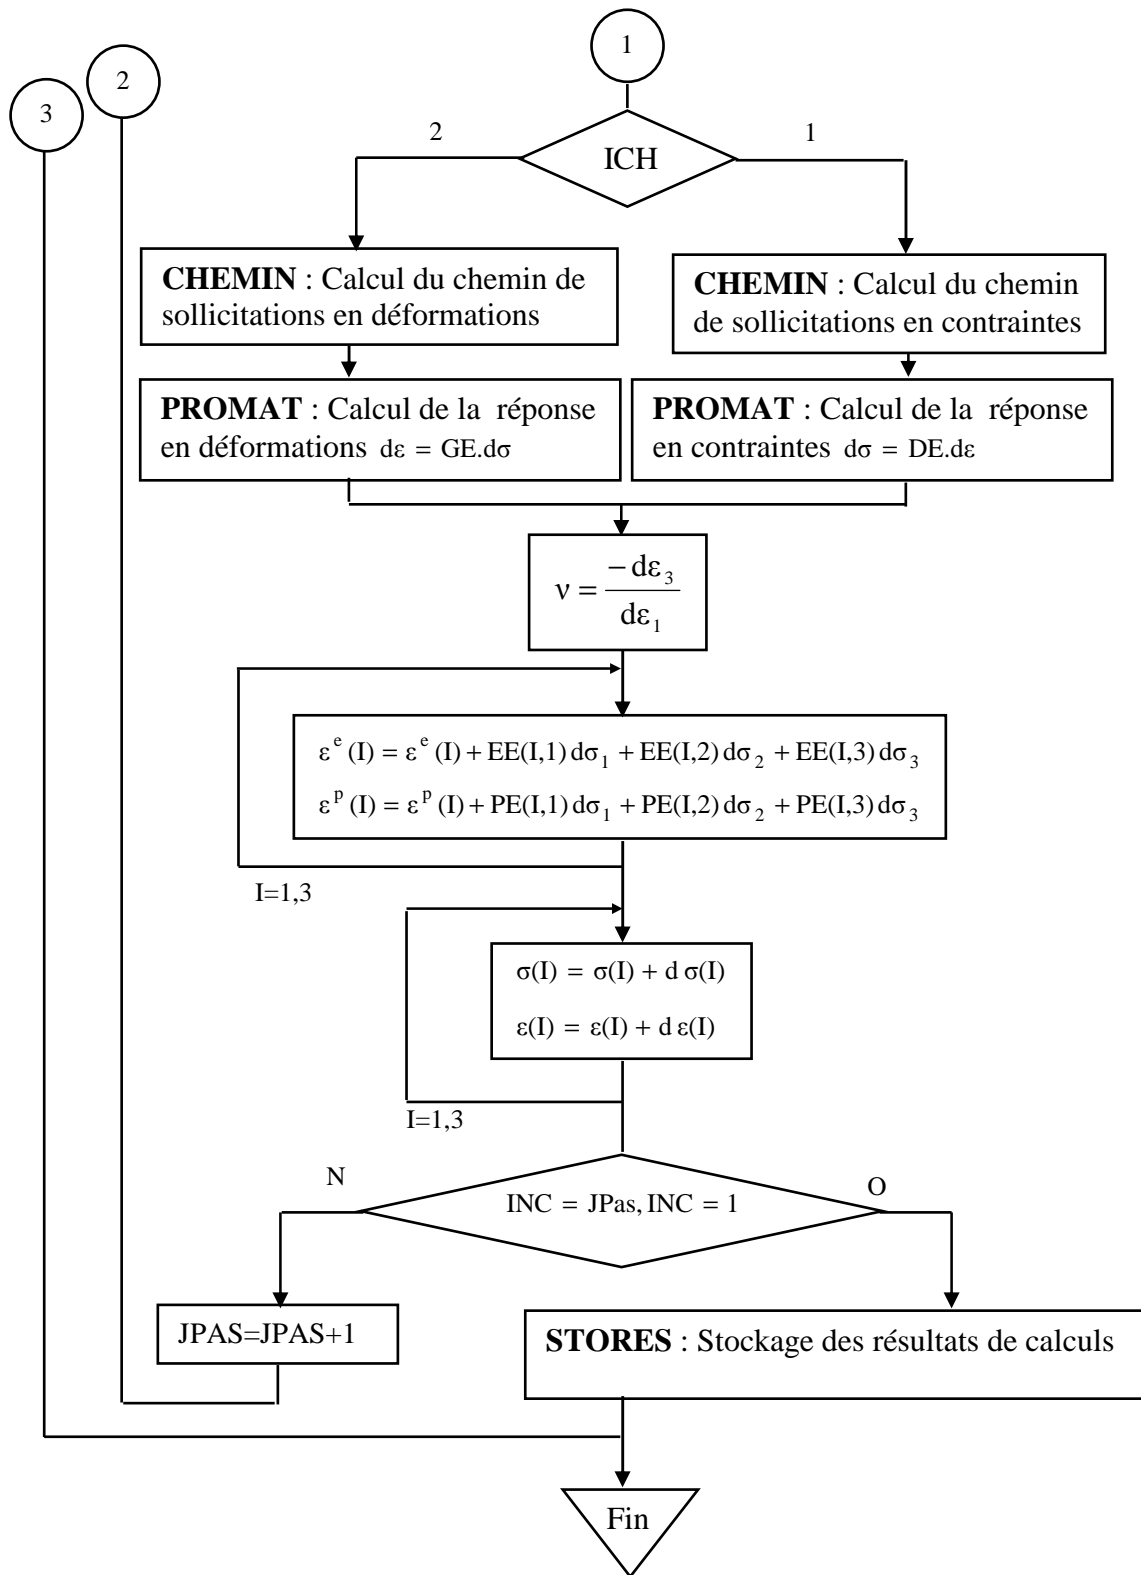 1
2
3
ICH
2
1
CHEMIN : Calcul du chemin de
sollicitations en déformations
CHEMIN : Calcul du chemin
de sollicitations en contraintes
PROMAT : Calcul de la réponse
en déformations dε = GE.dσ
PROMAT : Calcul de la réponse
en contraintes dσ = DE.dε
ν = −dε₃ / dε₁
εᵉ(I) = εᵉ(I) + EE(I,1) dσ₁ + EE(I,2) dσ₂ + EE(I,3) dσ₃
εᵖ(I) = εᵖ(I) + PE(I,1) dσ₁ + PE(I,2) dσ₂ + PE(I,3) dσ₃
I=1,3
σ(I) = σ(I) + d σ(I)
ε(I) = ε(I) + d ε(I)
I=1,3
N
O
INC = JPas, INC = 1
JPAS=JPAS+1
STORES : Stockage des résultats de calculs
Fin